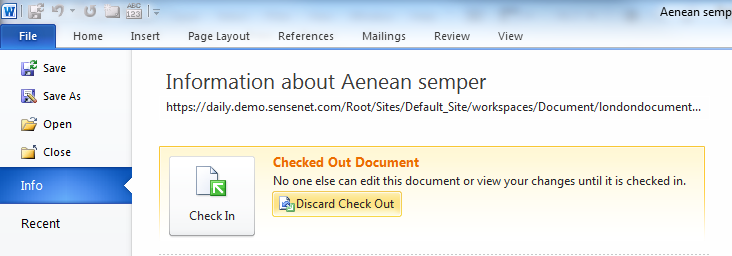 W ABC 123 Aenean semp
File Home Insert Page Layout References Mailings Review View
Save
Save As
Open
Close
Info
Recent
Information about Aenean semper
https://daily.demo.sensenet.com/Root/Sites/Default_Site/workspaces/Document/londondocument...
Check In
Checked Out Document
No one else can edit this document or view your changes until it is checked in.
Discard Check Out